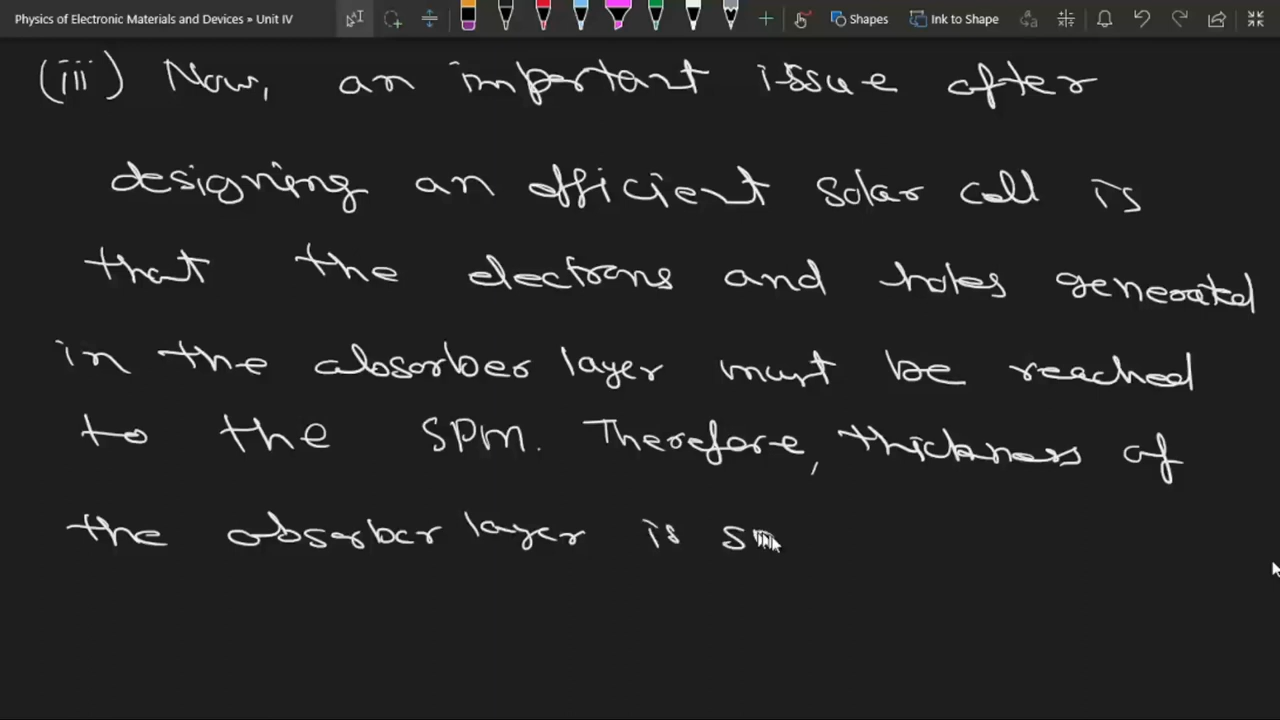 Physics of Electronic Materials and Devices » Unit IV
Shapes
Ink to Shape
(iii) Now, an important issue after
designing an efficient solar cell is
that the electrons and holes generated
in the absorber layer must be reached
to the SPM. Therefore, thickness of
the absorber layer is